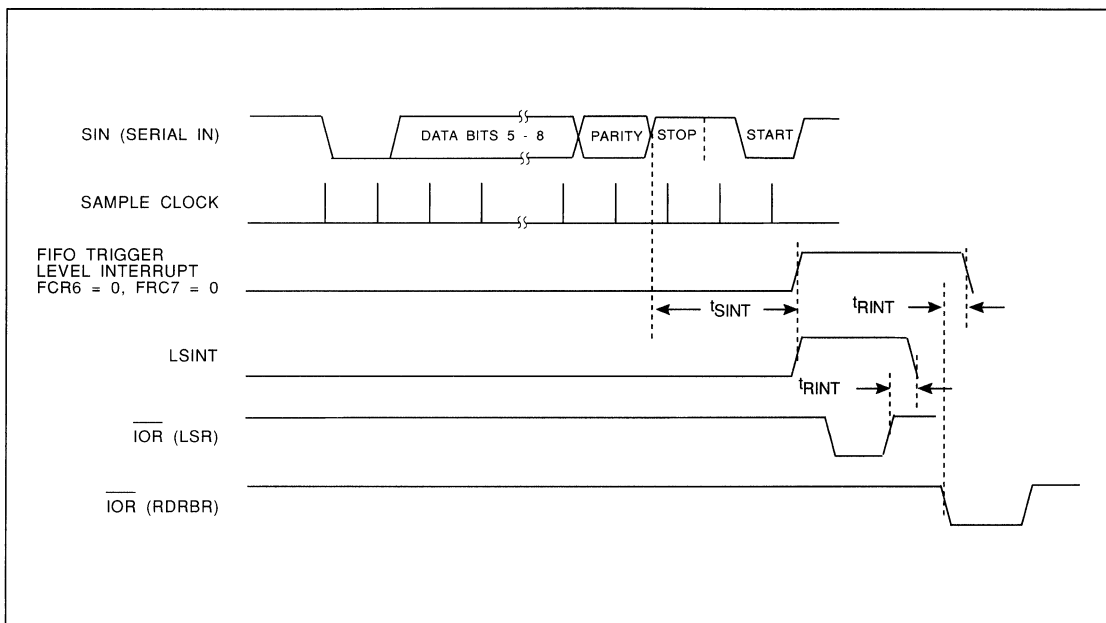 SIN (SERIAL IN)
DATA BITS 5 - 8
PARITY
STOP
START
SAMPLE CLOCK
FIFO TRIGGER
LEVEL INTERRUPT
FCR6 = 0, FRC7 = 0
tSINT
tRINT
LSINT
tRINT
IOR (LSR)
IOR (RDRBR)